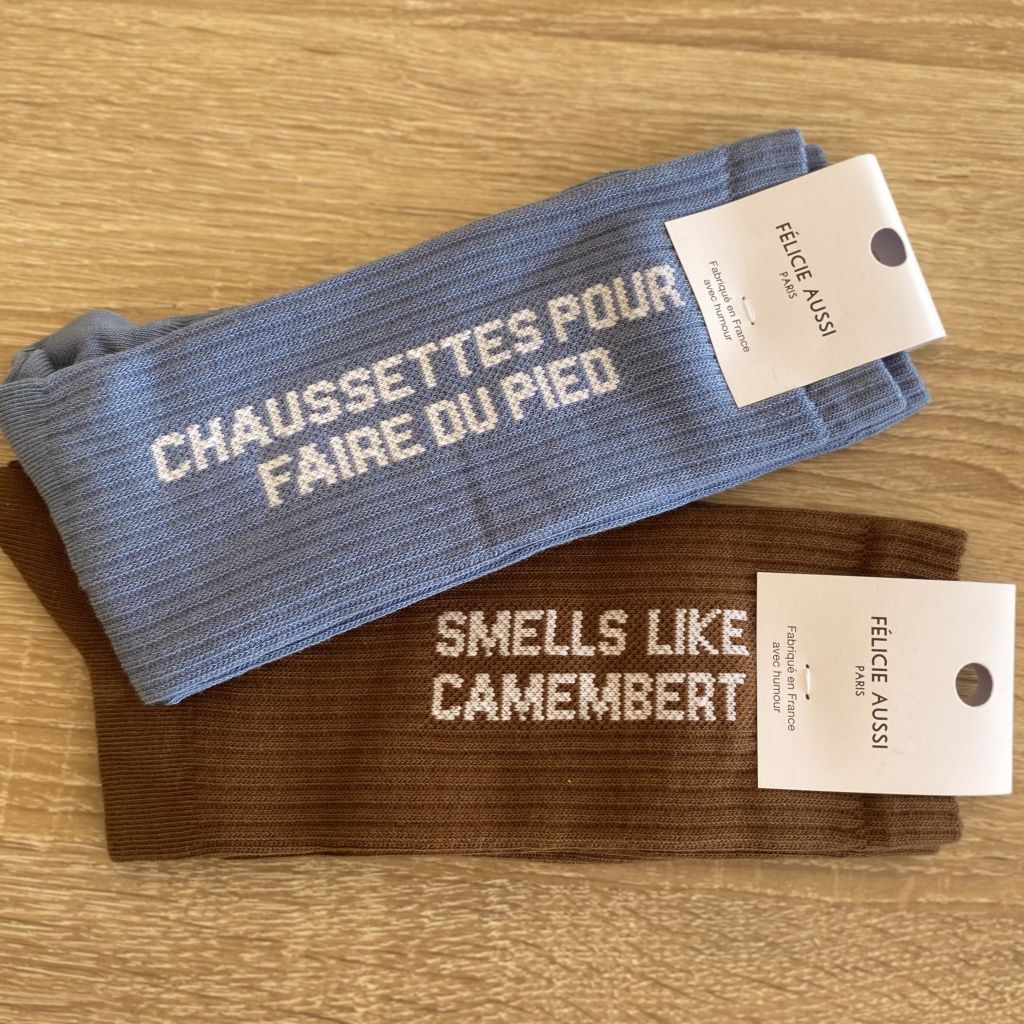 CHAUSSETTES POUR
FAIRE DU PIED
FÉLICIE AUSSI
PARIS
Fabriqué en France
avec humour
SMELLS LIKE
CAMEMBERT
FÉLICIE AUSSI
PARIS
Fabriqué en France
avec humour